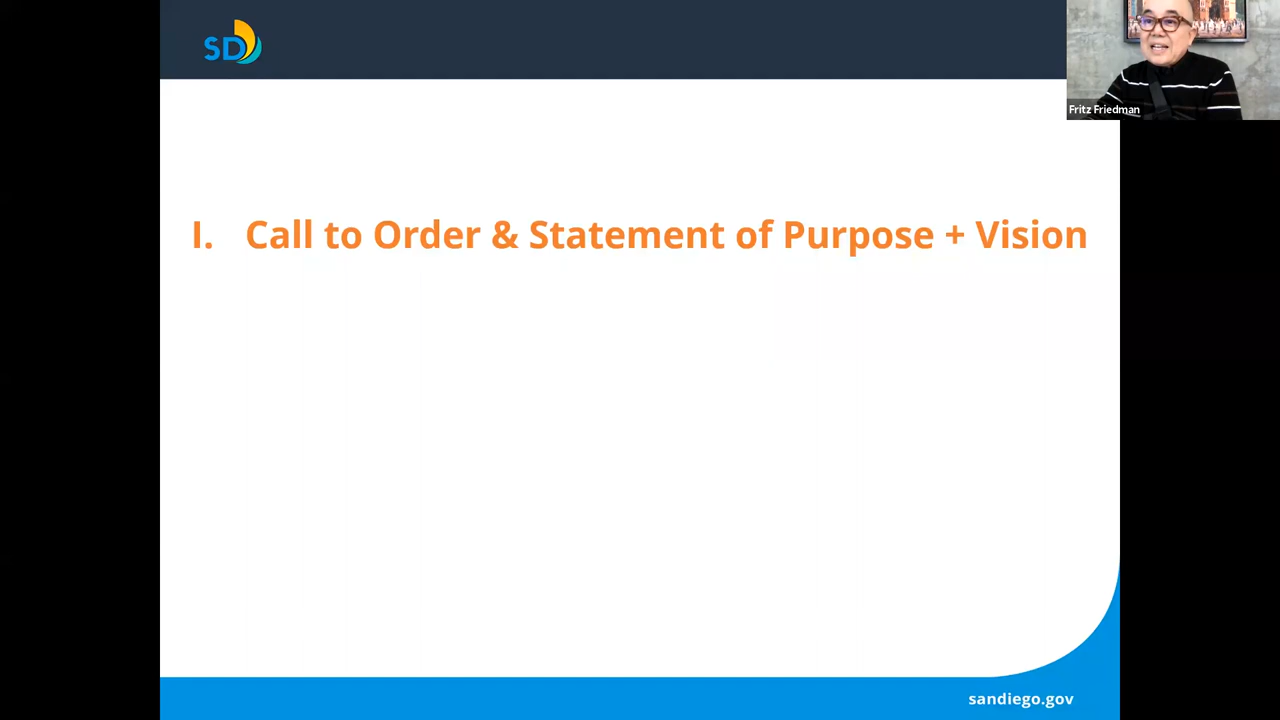 SD
Fritz Friedman
I. Call to Order & Statement of Purpose + Vision
sandiego.gov